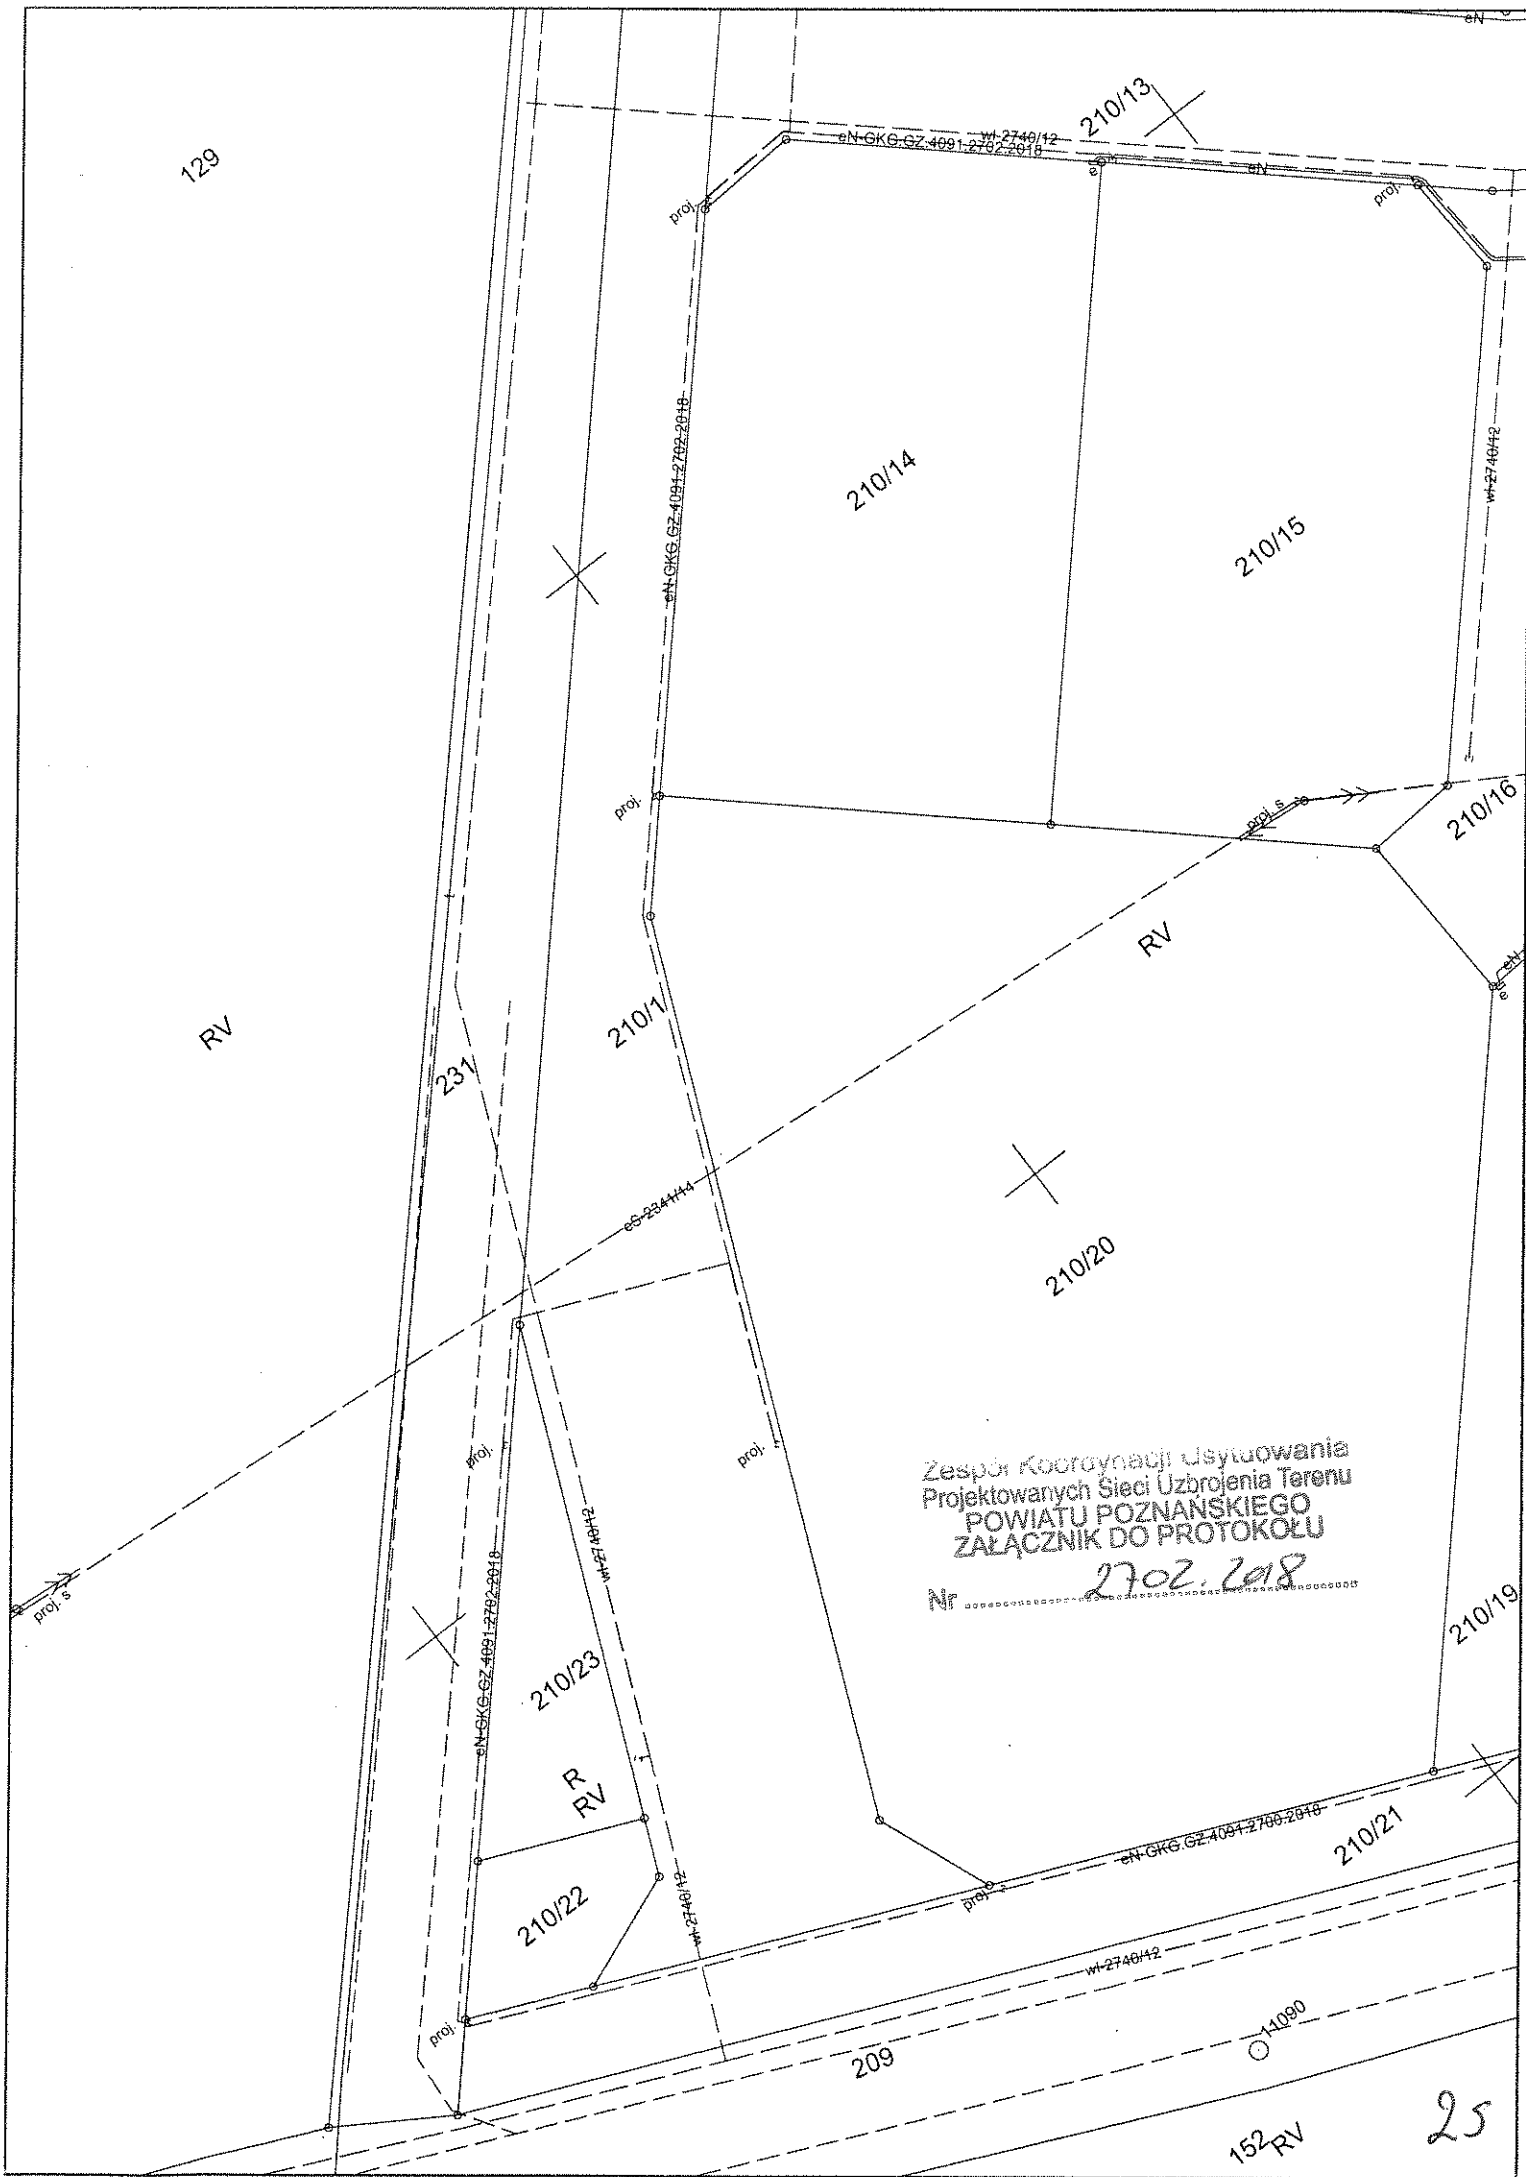 eN
210/13
129
wl-2740/12
eN-GKG.GZ.4091.2702.2018
e
eN
proj.
proj.
eN-GKG.GZ.4091.2702.2018
wl-2740/12
210/14
210/15
proj.
proj. s
210/16
RV
eN
e
RV
210/1
231
eS-2341/14
210/20
proj.
proj.
Zespół Koordynacji Usytuowania
Projektowanych Sieci Uzbrojenia Terenu
POWIATU POZNAŃSKIEGO
ZAŁĄCZNIK DO PROTOKOŁU
Nr 2702.2018
wl-2740/12
eN-GKG.GZ.4091.2702.2018
proj. s
210/23
210/19
R
RV
eN-GKG.GZ.4091.2700.2018
210/21
210/22
wl-2740/12
proj.
wl-2740/12
proj.
209
11090
152
RV
25